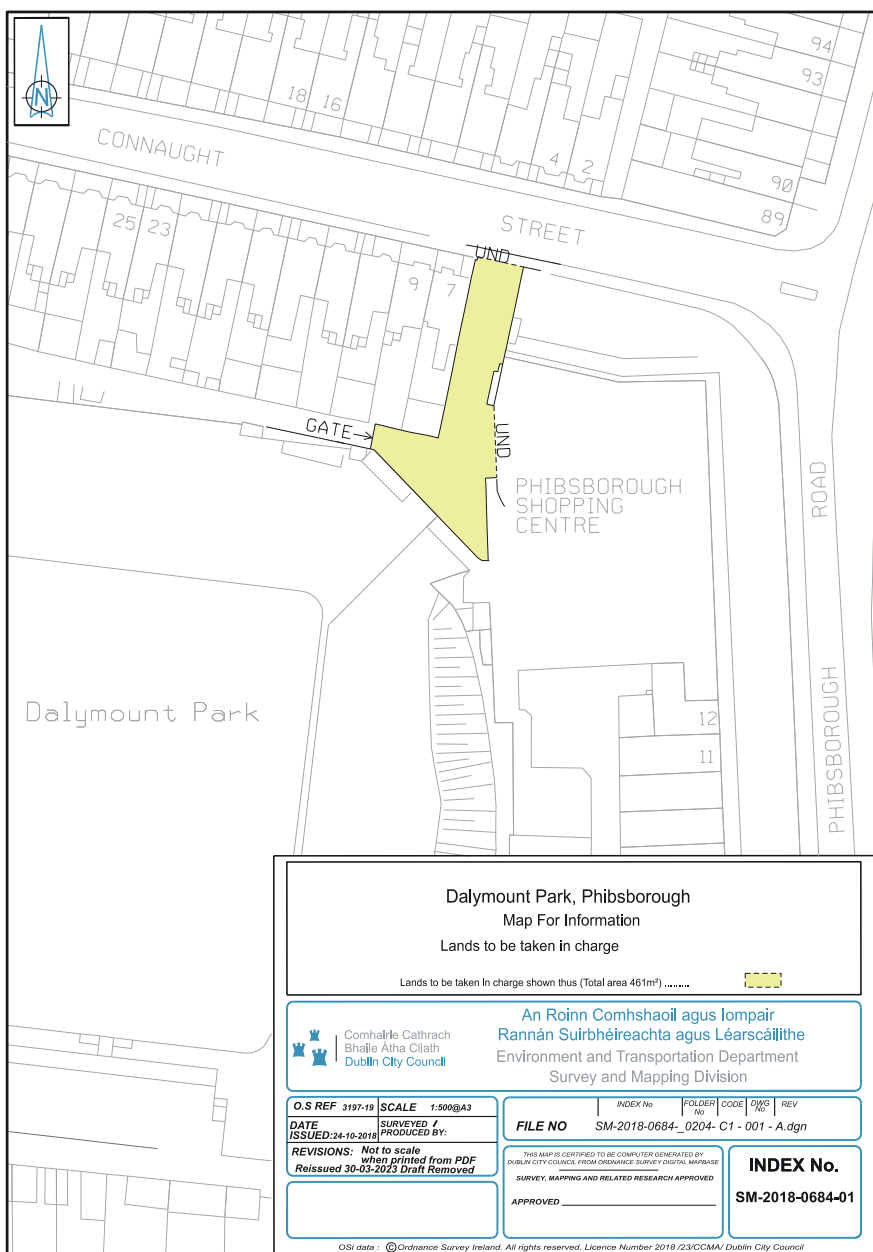 N
94
93
18
16
CONNAUGHT
4
2
90
89
STREET
25
23
UND
9
7
GATE
UND
PHIBSBOROUGH
SHOPPING
CENTRE
ROAD
Dalymount Park
12
11
PHIBSBOROUGH
Dalymount Park, Phibsborough
Map For Information
Lands to be taken in charge
Lands to be taken In charge shown thus (Total area 461m²) ........
Comhairle Cathrach
Bhaile Átha Cliath
Dublin City Council
An Roinn Comhshaoil agus Iompair
Rannán Suirbhéireachta agus Léarscáilithe
Environment and Transportation Department
Survey and Mapping Division
O.S REF 3197-19 SCALE 1:500@A3
DATE ISSUED:24-10-2018 SURVEYED / PRODUCED BY:
REVISIONS: Not to scale
when printed from PDF
Reissued 30-03-2023 Draft Removed
INDEX No FOLDER No CODE DWG No REV
FILE NO SM-2018-0684-_0204- C1 - 001 - A.dgn
THIS MAP IS CERTIFIED TO BE COMPUTER GENERATED BY
DUBLIN CITY COUNCIL FROM ORDNANCE SURVEY DIGITAL MAPBASE
SURVEY, MAPPING AND RELATED RESEARCH APPROVED
APPROVED
INDEX No.
SM-2018-0684-01
OSi data : ©Ordnance Survey Ireland. All rights reserved. Licence Number 2018 /23/CCMA/ Dublin City Council